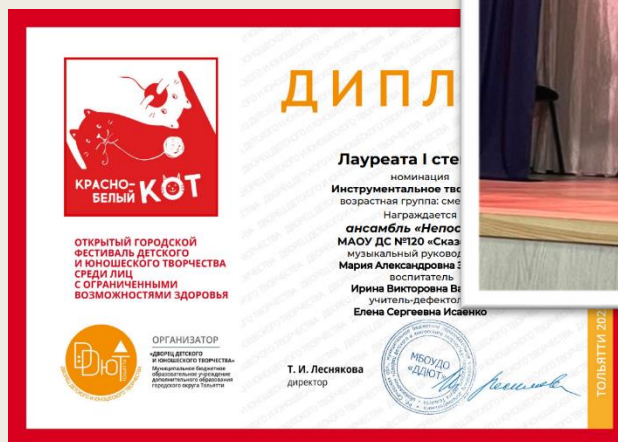 КРАСНО-
БЕЛЫЙ КОТ
ОТКРЫТЫЙ ГОРОДСКОЙ
ФЕСТИВАЛЬ ДЕТСКОГО
И ЮНОШЕСКОГО ТВОРЧЕСТВА
СРЕДИ ЛИЦ
С ОГРАНИЧЕННЫМИ
ВОЗМОЖНОСТЯМИ ЗДОРОВЬЯ
ОРГАНИЗАТОР
«ДВОРЕЦ ДЕТСКОГО
И ЮНОШЕСКОГО ТВОРЧЕСТВА»
Муниципальное бюджетное
образовательное учреждение
дополнительного образования
городского округа Тольятти
ДИПЛ
Лауреата I сте
номинация
Инструментальное тво
возрастная группа: сме
Награждается
ансамбль «Непос
МАОУ ДС №120 «Сказ
музыкальный руковод
Мария Александровна
воспитатель
Ирина Викторовна Ва
учитель-дефектол
Елена Сергеевна Исаенко
Т. И. Леснякова
директор
МБОУДО
«ДДЮТ»
ТОЛЬЯТТИ 202